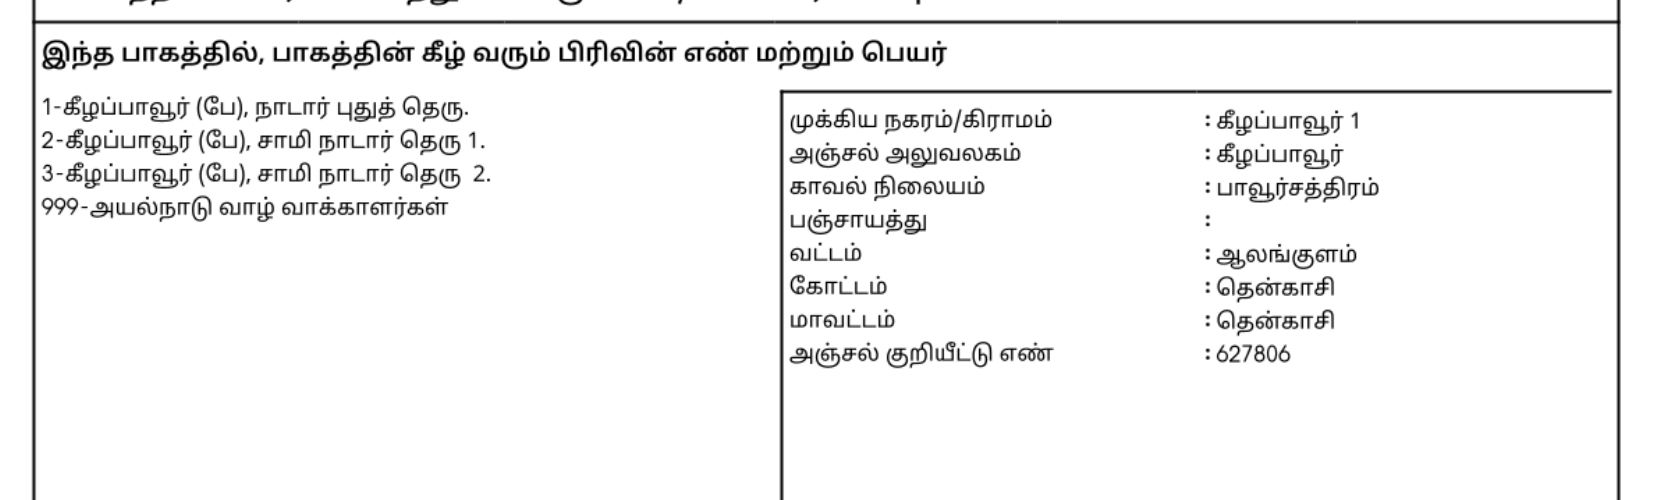 இந்த பாகத்தில், பாகத்தின் கீழ் வரும் பிரிவின் எண் மற்றும் பெயர்
1-கீழப்பாவூர் (பே), நாடார் புதுத் தெரு.
2-கீழப்பாவூர் (பே), சாமி நாடார் தெரு 1.
3-கீழப்பாவூர் (பே), சாமி நாடார் தெரு 2.
999-அயல்நாடு வாழ் வாக்காளர்கள்
முக்கிய நகரம்/கிராமம் : கீழப்பாவூர் 1
அஞ்சல் அலுவலகம் : கீழப்பாவூர்
காவல் நிலையம் : பாவூர்சத்திரம்
பஞ்சாயத்து :
வட்டம் : ஆலங்குளம்
கோட்டம் : தென்காசி
மாவட்டம் : தென்காசி
அஞ்சல் குறியீட்டு எண் : 627806